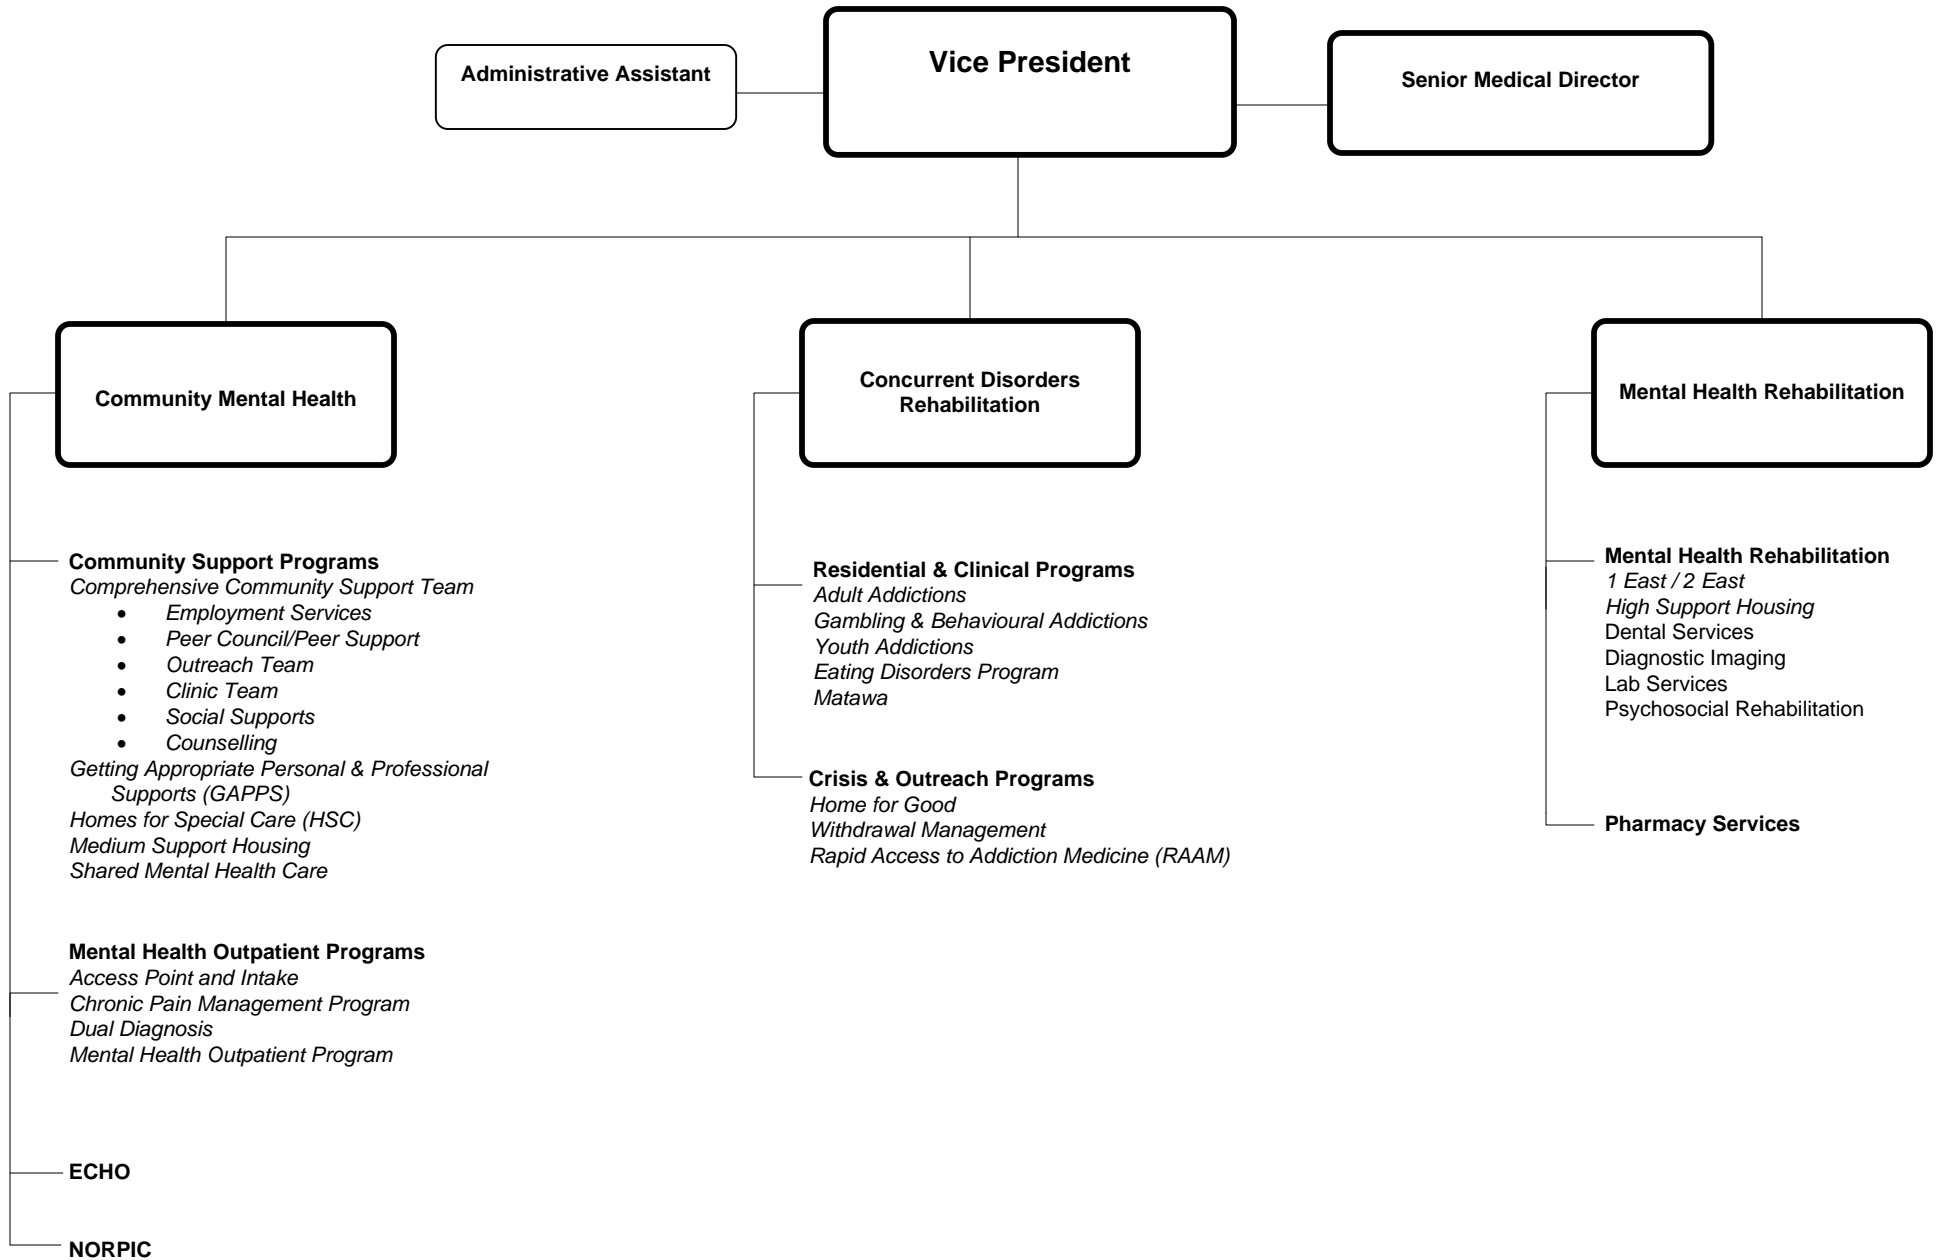 Administrative Assistant
Vice President
Senior Medical Director
Community Mental Health
Concurrent Disorders
Rehabilitation
Mental Health Rehabilitation
Community Support Programs
Comprehensive Community Support Team
• Employment Services
• Peer Council/Peer Support
• Outreach Team
• Clinic Team
• Social Supports
• Counselling
Getting Appropriate Personal & Professional
Supports (GAPPS)
Homes for Special Care (HSC)
Medium Support Housing
Shared Mental Health Care
Mental Health Outpatient Programs
Access Point and Intake
Chronic Pain Management Program
Dual Diagnosis
Mental Health Outpatient Program
ECHO
NORPIC
Residential & Clinical Programs
Adult Addictions
Gambling & Behavioural Addictions
Youth Addictions
Eating Disorders Program
Matawa
Crisis & Outreach Programs
Home for Good
Withdrawal Management
Rapid Access to Addiction Medicine (RAAM)
Mental Health Rehabilitation
1 East / 2 East
High Support Housing
Dental Services
Diagnostic Imaging
Lab Services
Psychosocial Rehabilitation
Pharmacy Services